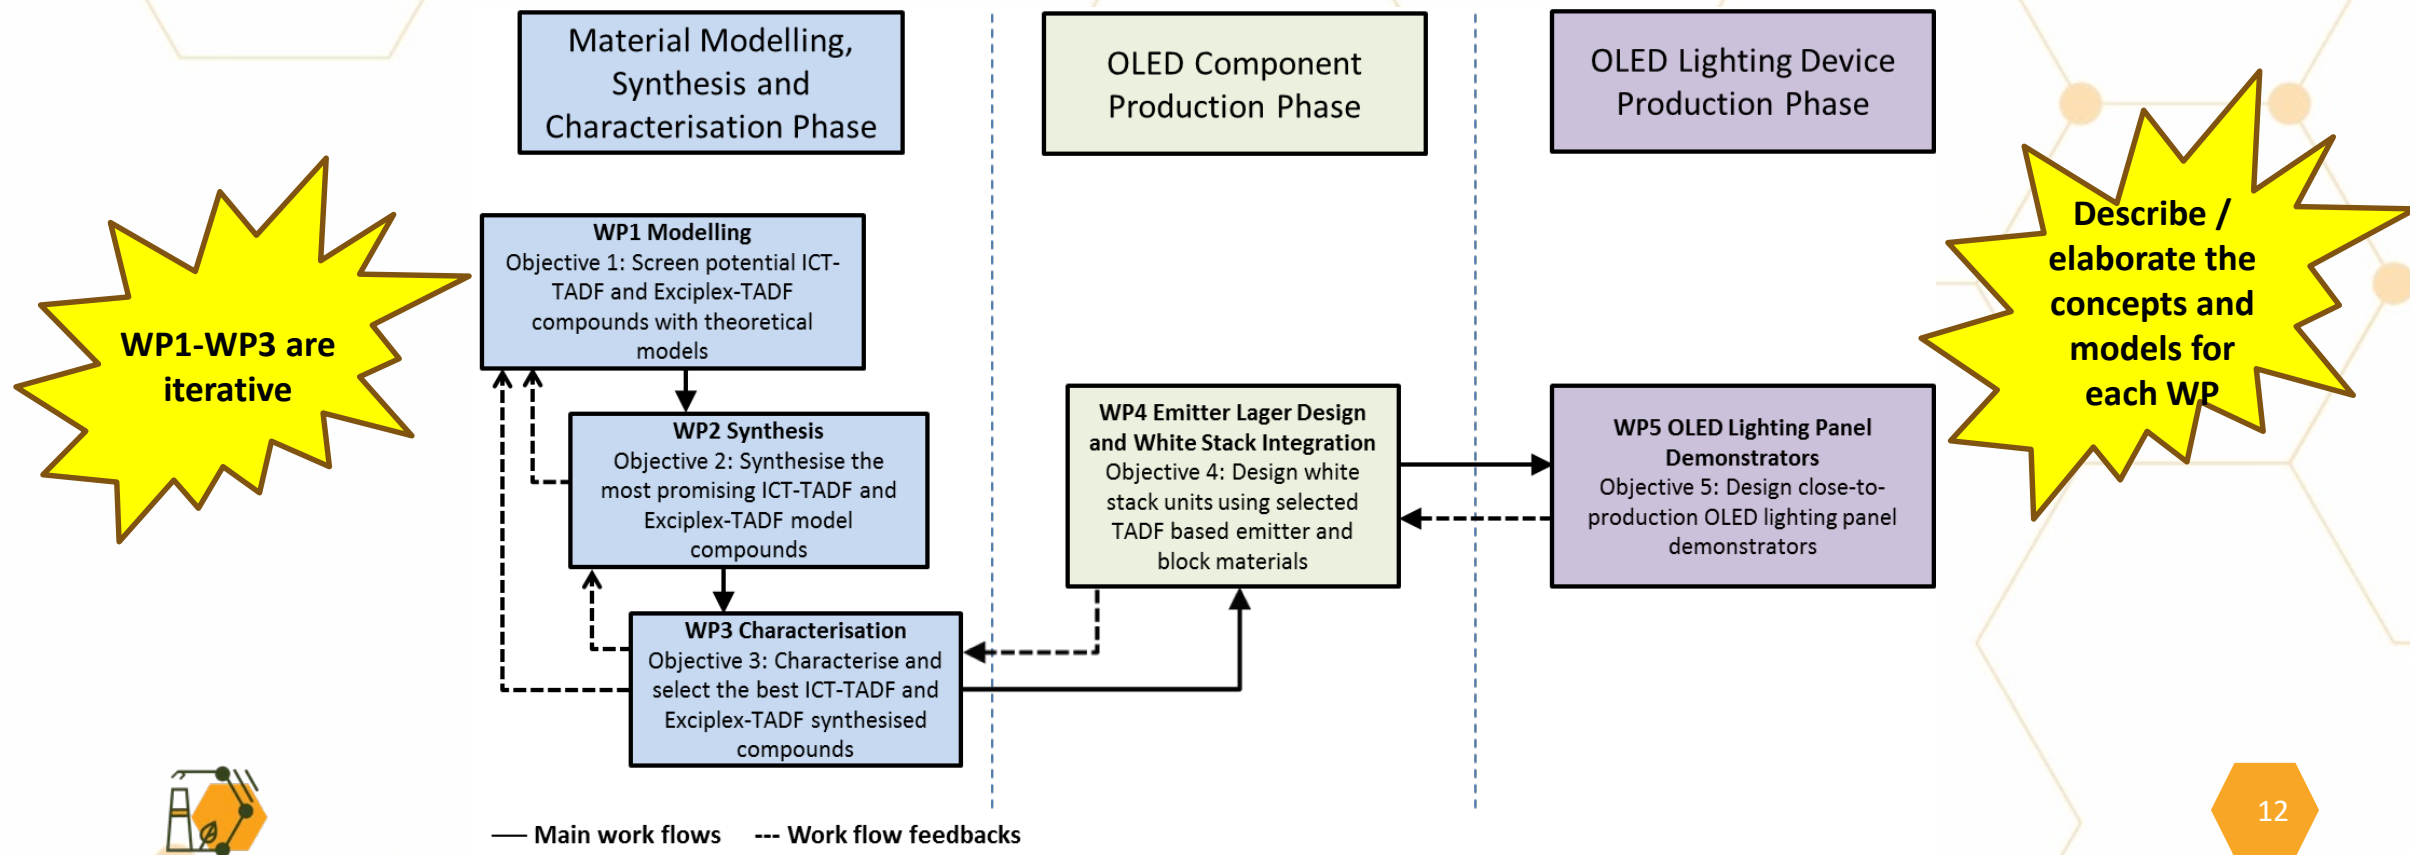 Material Modelling,
Synthesis and
Characterisation Phase
OLED Component
Production Phase
OLED Lighting Device
Production Phase
WP1-WP3 are
iterative
WP1 Modelling
Objective 1: Screen potential ICT-
TADF and Exciplex-TADF
compounds with theoretical
models
WP2 Synthesis
Objective 2: Synthesise the
most promising ICT-TADF and
Exciplex-TADF model
compounds
WP3 Characterisation
Objective 3: Characterise and
select the best ICT-TADF and
Exciplex-TADF synthesised
compounds
WP4 Emitter Lager Design
and White Stack Integration
Objective 4: Design white
stack units using selected
TADF based emitter and
block materials
WP5 OLED Lighting Panel
Demonstrators
Objective 5: Design close-to-
production OLED lighting panel
demonstrators
Describe /
elaborate the
concepts and
models for
each WP
Main work flows
--- Work flow feedbacks
12